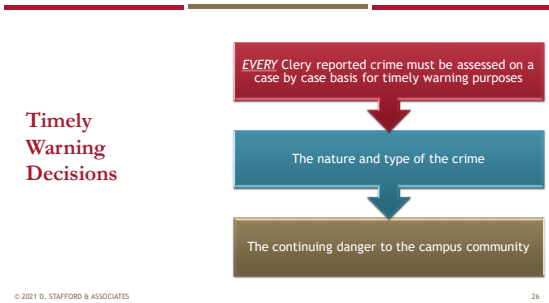 Timely
Warning
Decisions
EVERY Clery reported crime must be assessed on a
case by case basis for timely warning purposes
The nature and type of the crime
The continuing danger to the campus community
© 2021 D. STAFFORD & ASSOCIATES
26